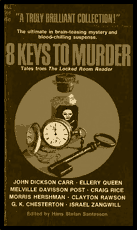 "A TRULY BRILLIANT COLLECTION!"
The ultimate in brain-teasing mystery and
blood-chilling suspense.
8 KEYS TO MURDER
Tales from The Locked Room Reader
JOHN DICKSON CARR · ELLERY QUEEN
MELVILLE DAVISSON POST · CRAIG RICE
MORRIS HERSHMAN · CLAYTON RAWSON
G. K. CHESTERTON · ISRAEL ZANGWILL
Edited by Hans Stefan Santesson